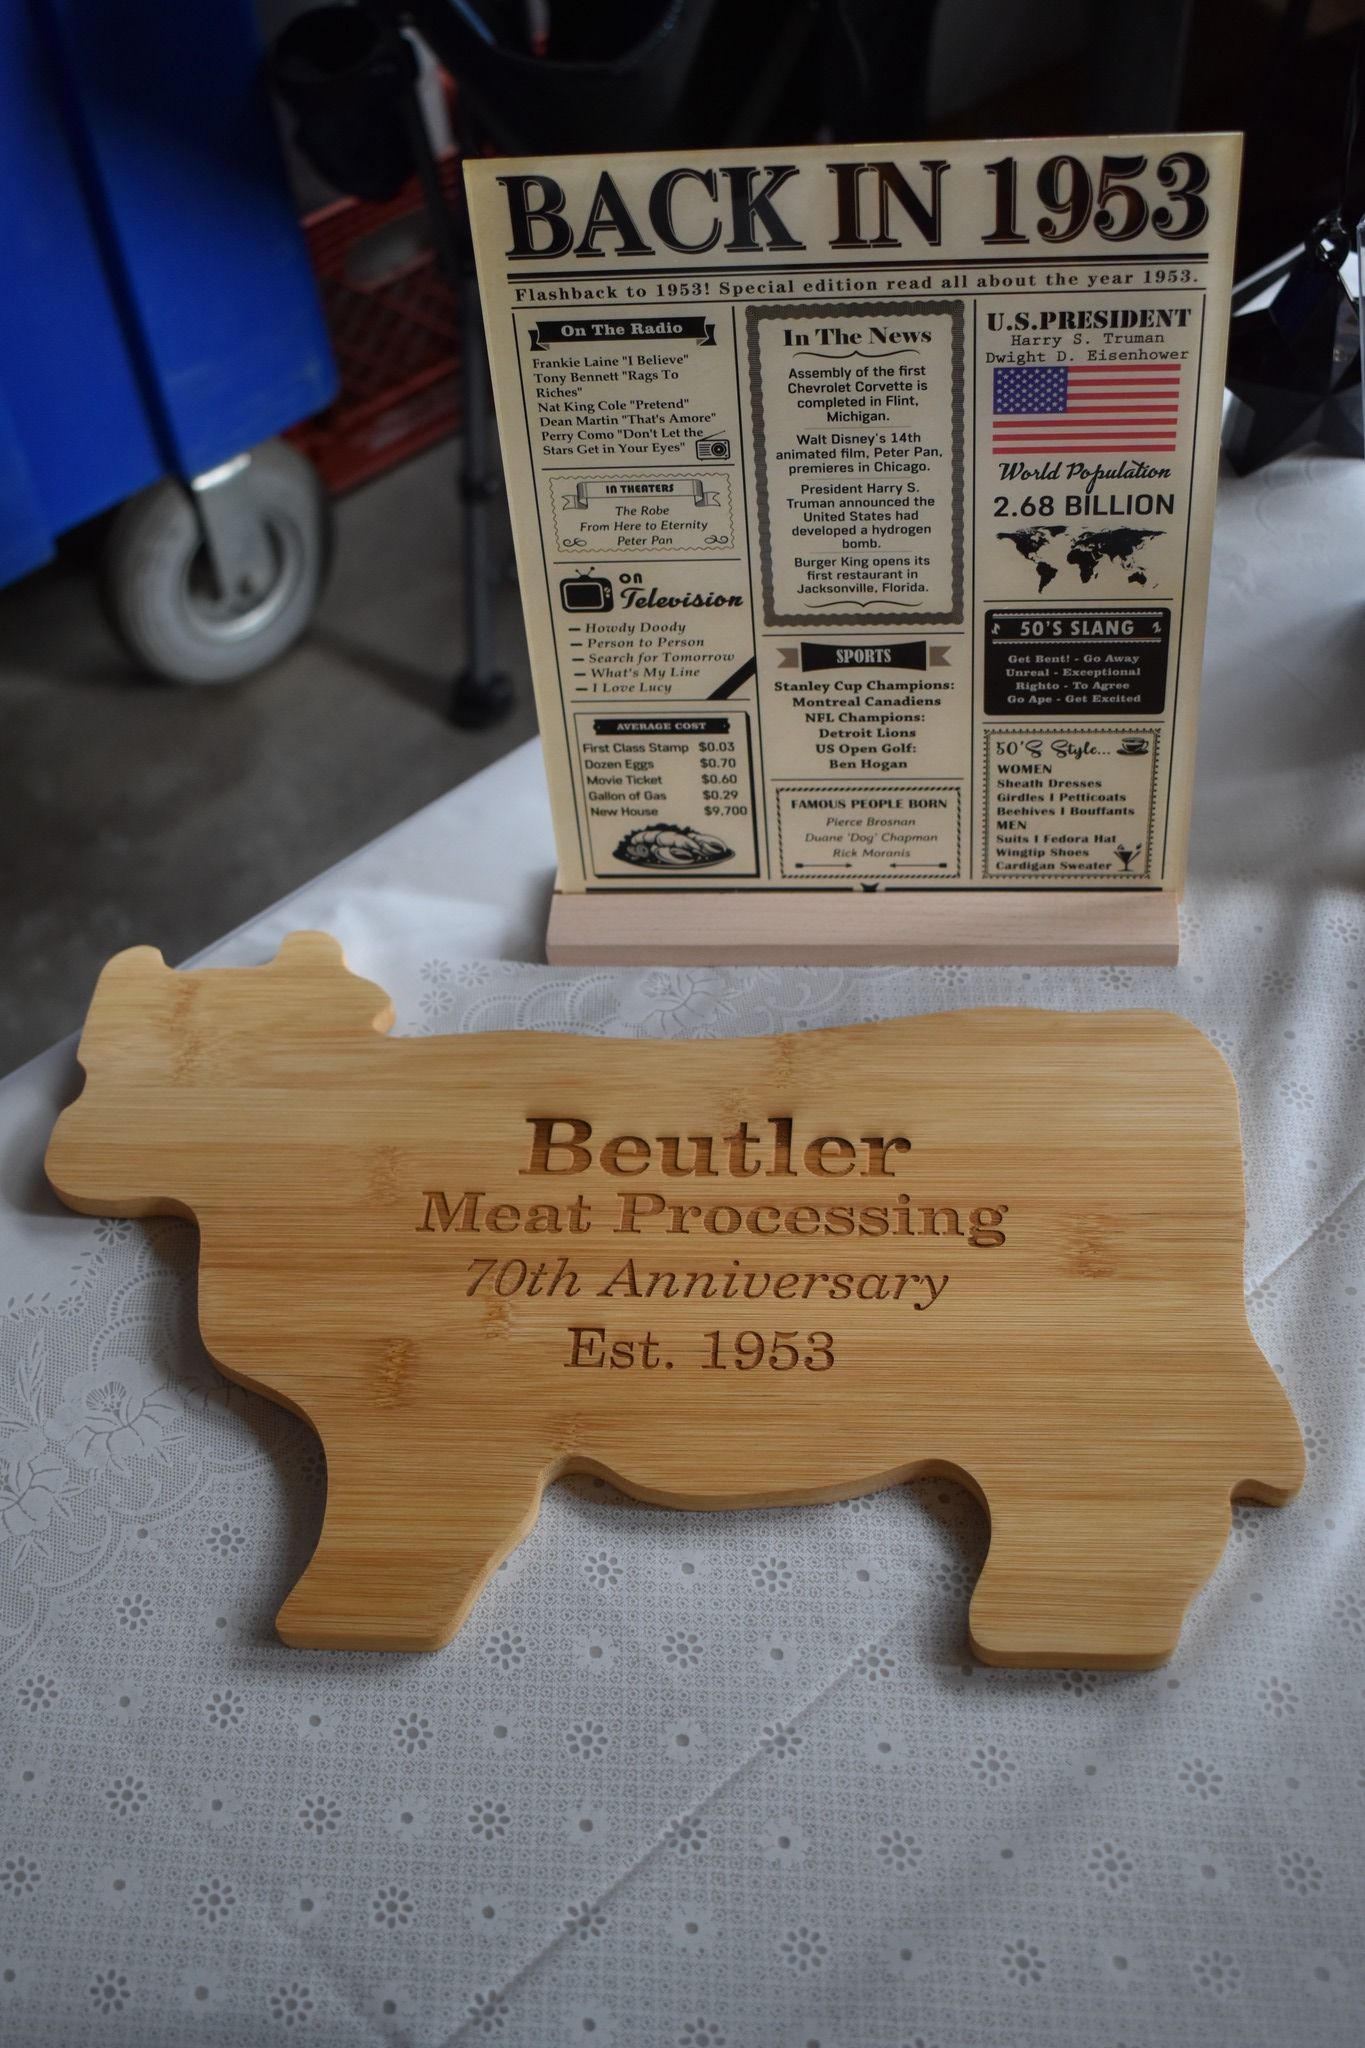 BACK IN 1953
Flashback to 1953! Special edition read all about the year 1953.
On The Radio
Frankie Laine "I Believe"
Tony Bennett "Rags To
Riches"
Nat King Cole "Pretend"
Dean Martin "That's Amore"
Perry Como "Don't Let the
Stars Get in Your Eyes"
IN THEATERS
The Robe
From Here to Eternity
Peter Pan
ON
Television
— Howdy Doody
— Person to Person
— Search for Tomorrow
— What's My Line
— I Love Lucy
AVERAGE COST
First Class Stamp $0.03
Dozen Eggs $0.70
Movie Ticket $0.60
Gallon of Gas $0.29
New House $9,700
In The News
Assembly of the first
Chevrolet Corvette is
completed in Flint,
Michigan.
Walt Disney's 14th
animated film, Peter Pan,
premieres in Chicago.
President Harry S.
Truman announced the
United States had
developed a hydrogen
bomb.
Burger King opens its
first restaurant in
Jacksonville, Florida.
SPORTS
Stanley Cup Champions:
Montreal Canadiens
NFL Champions:
Detroit Lions
US Open Golf:
Ben Hogan
FAMOUS PEOPLE BORN
Pierce Brosnan
Duane 'Dog' Chapman
Rick Moranis
U.S.PRESIDENT
Harry S. Truman
Dwight D. Eisenhower
World Population
2.68 BILLION
50'S SLANG
Get Bent! - Go Away
Unreal - Exceptional
Righto - To Agree
Go Ape - Get Excited
50'S Style...
WOMEN
Sheath Dresses
Girdles | Petticoats
Beehives | Bouffants
MEN
Suits | Fedora Hat
Wingtip Shoes
Cardigan Sweater
Beutler
Meat Processing
70th Anniversary
Est. 1953